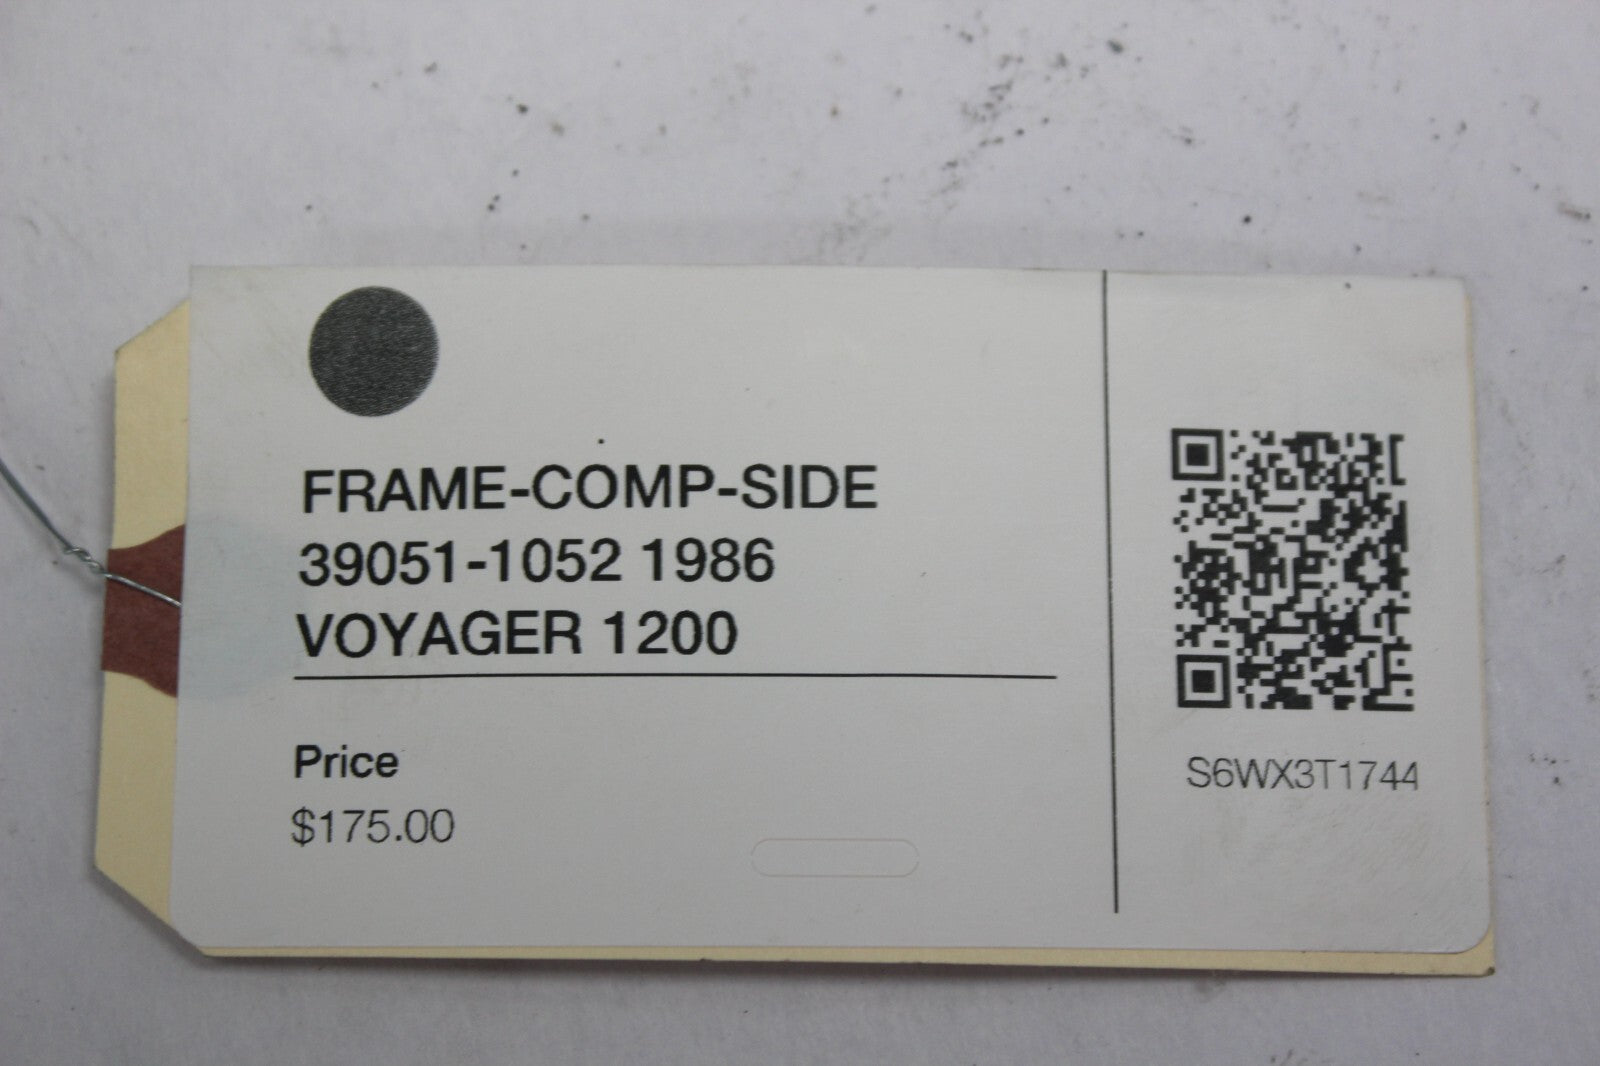 FRAME-COMP-SIDE
39051-1052 1986
VOYAGER 1200
Price
$175.00
S6WX3T1744